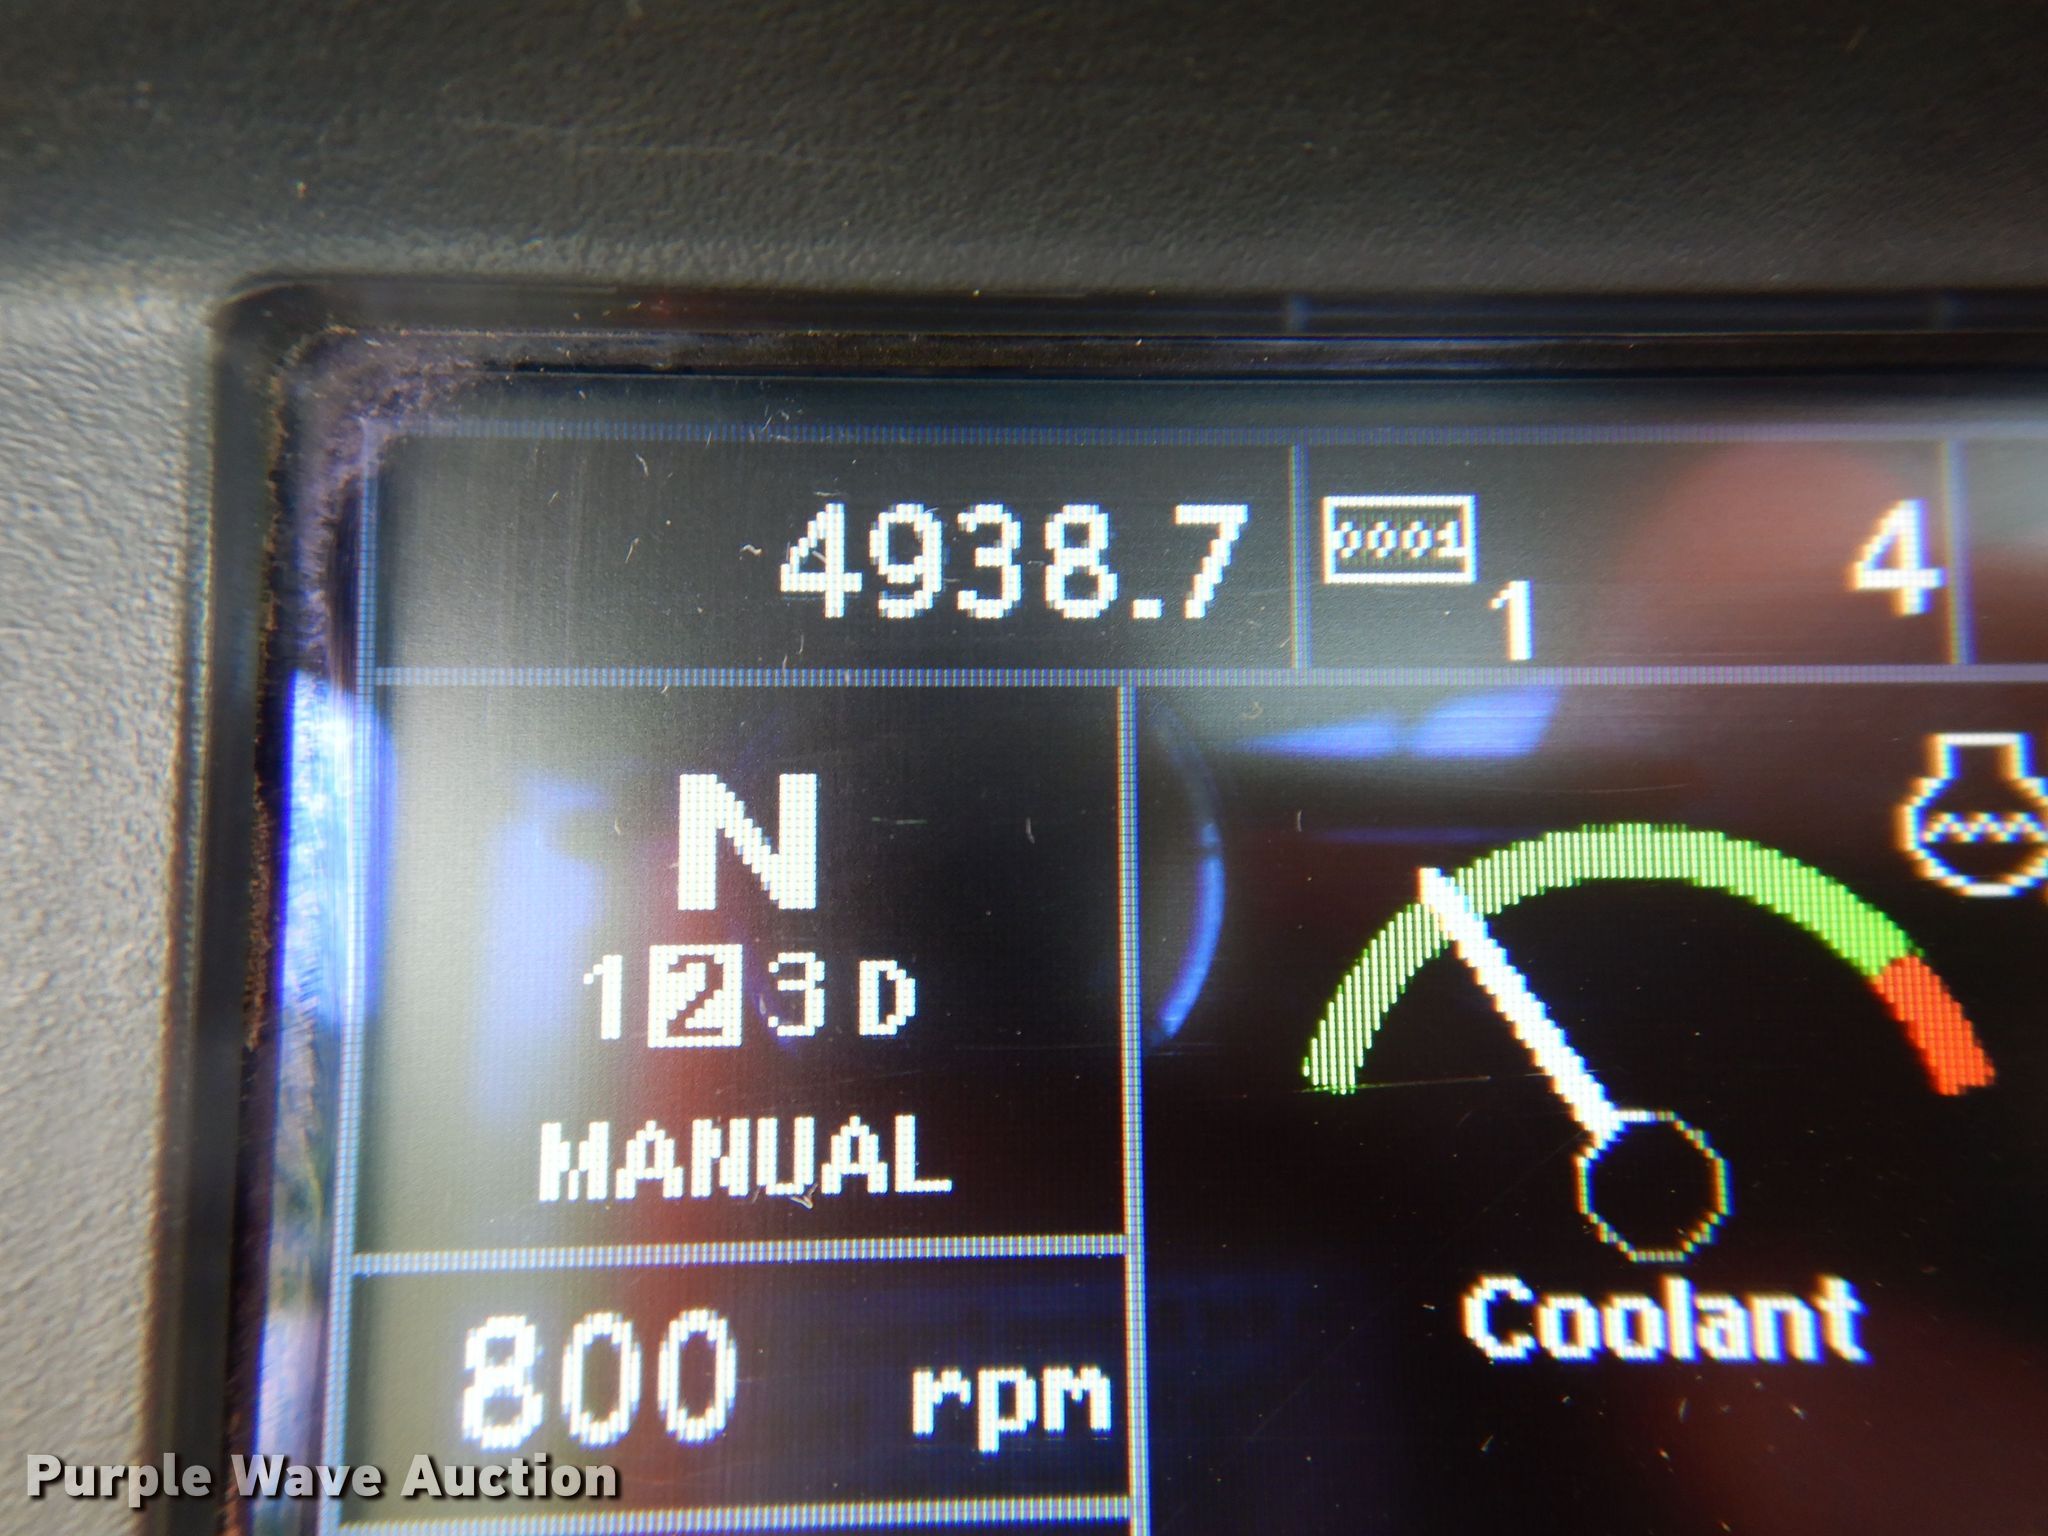 4938.7
0001
1
4
N
1 2 3 D
MANUAL
800 rpm
Coolant
Purple Wave Auction